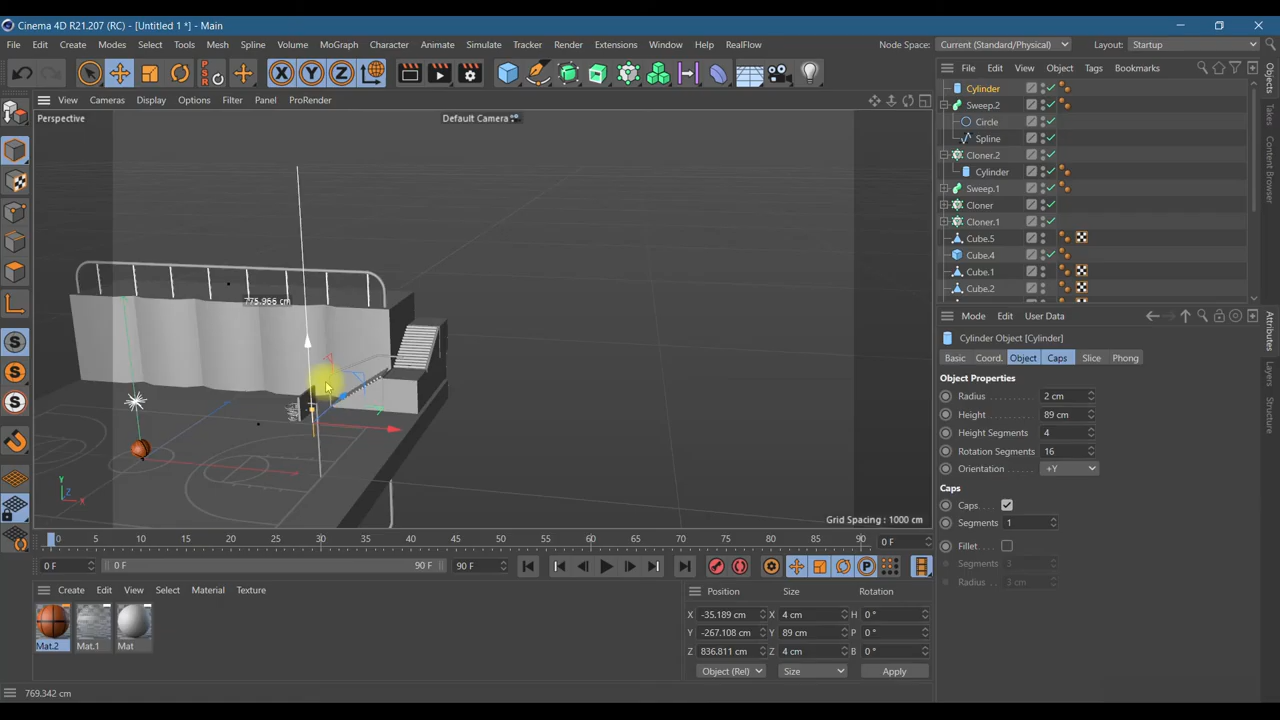 Cinema 4D R21.207 (RC) - [Untitled 1 *] - Main
File Edit Create Modes Select Tools Mesh Spline Volume MoGraph Character Animate Simulate Tracker Render Extensions Window Help RealFlow
Node Space: Current (Standard/Physical) Layout: Startup
X Y Z
PSR
View Cameras Display Options Filter Panel ProRender
Perspective
Default Camera
775.956 cm
Y
Z
X
Grid Spacing : 1000 cm
0 5 10 15 20 25 30 35 40 45 50 55 60 65 70 75 80 85 90
0 F
0 F 0 F 90 F 90 F
P
Create Edit View Select Material Texture
Mat.2 Mat.1 Mat
769.342 cm
File Edit View Object Tags Bookmarks
Cylinder
Sweep.2
Circle
Spline
Cloner.2
Cylinder
Sweep.1
Cloner
Cloner.1
Cube.5
Cube.4
Cube.1
Cube.2
Objects
Takes
Content Browser
Attributes
Structure
Mode Edit User Data
Cylinder Object [Cylinder]
Basic Coord. Object Caps Slice Phong
Object Properties
Radius 2 cm
Height 89 cm
Height Segments 4
Rotation Segments 16
Orientation +Y
Caps
Caps
Segments 1
Fillet
Segments 3
Radius 3 cm
Position Size Rotation
X -35.189 cm X 4 cm H 0 °
Y -267.108 cm Y 89 cm P 0 °
Z 836.811 cm Z 4 cm B 0 °
Object (Rel) Size Apply